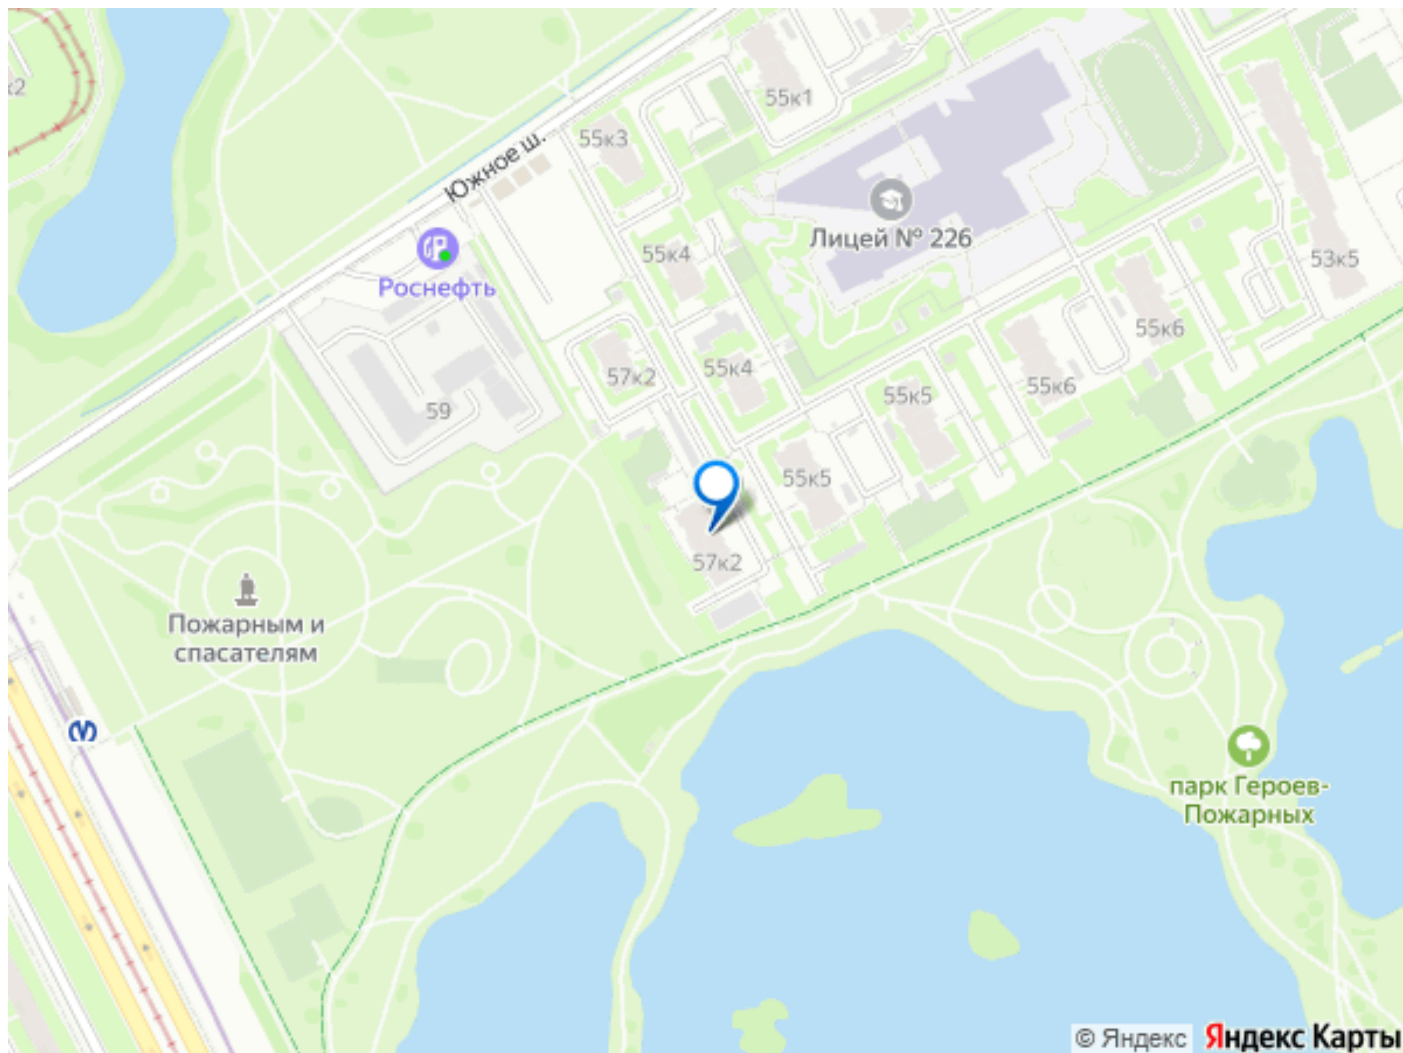 к2
55к1
55к3
Южное ш.
Лицей № 226
55к4
53к5
Роснефть
55к6
57к2
55к4
55к6
55к5
59
55к5
57к2
Пожарным и
спасателям
парк Героев-
Пожарных
© Яндекс
Яндекс Карты